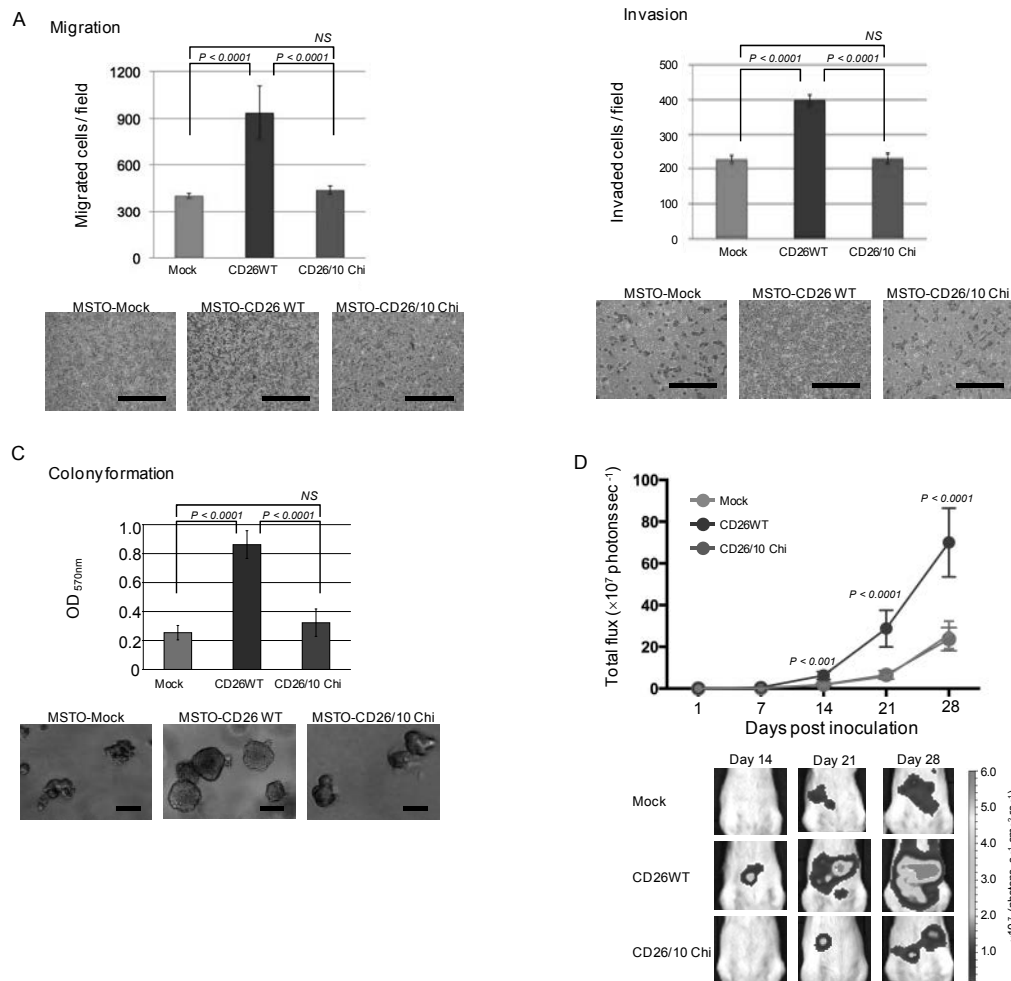 A
Migration
NS
P < 0.0001 P < 0.0001
1200
900
600
300
0
Migrated cells / field
Mock CD26WT CD26/10 Chi
MSTO-Mock MSTO-CD26 WT MSTO-CD26/10 Chi
Invasion
NS
P < 0.0001 P < 0.0001
500
400
300
200
100
0
Invaded cells / field
Mock CD26WT CD26/10 Chi
MSTO-Mock MSTO-CD26 WT MSTO-CD26/10 Chi
C
Colony formation
NS
P < 0.0001 P < 0.0001
1.0
0.8
0.6
0.4
0.2
0
OD 570nm
Mock CD26WT CD26/10 Chi
MSTO-Mock MSTO-CD26 WT MSTO-CD26/10 Chi
D
100
80
60
40
20
0
Total flux (×10⁷ photons sec⁻¹)
Mock
CD26WT
CD26/10 Chi
P < 0.0001
P < 0.0001
P < 0.001
1 7 14 21 28
Days post inoculation
Day 14 Day 21 Day 28
Mock
CD26WT
CD26/10 Chi
6.0
5.0
4.0
3.0
2.0
1.0